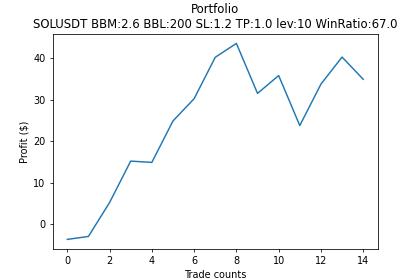 Portfolio
SOLUSDT BBM:2.6 BBL:200 SL:1.2 TP:1.0 lev:10 WinRatio:67.0
Profit ($)
40
30
20
10
0
0 2 4 6 8 10 12 14
Trade counts